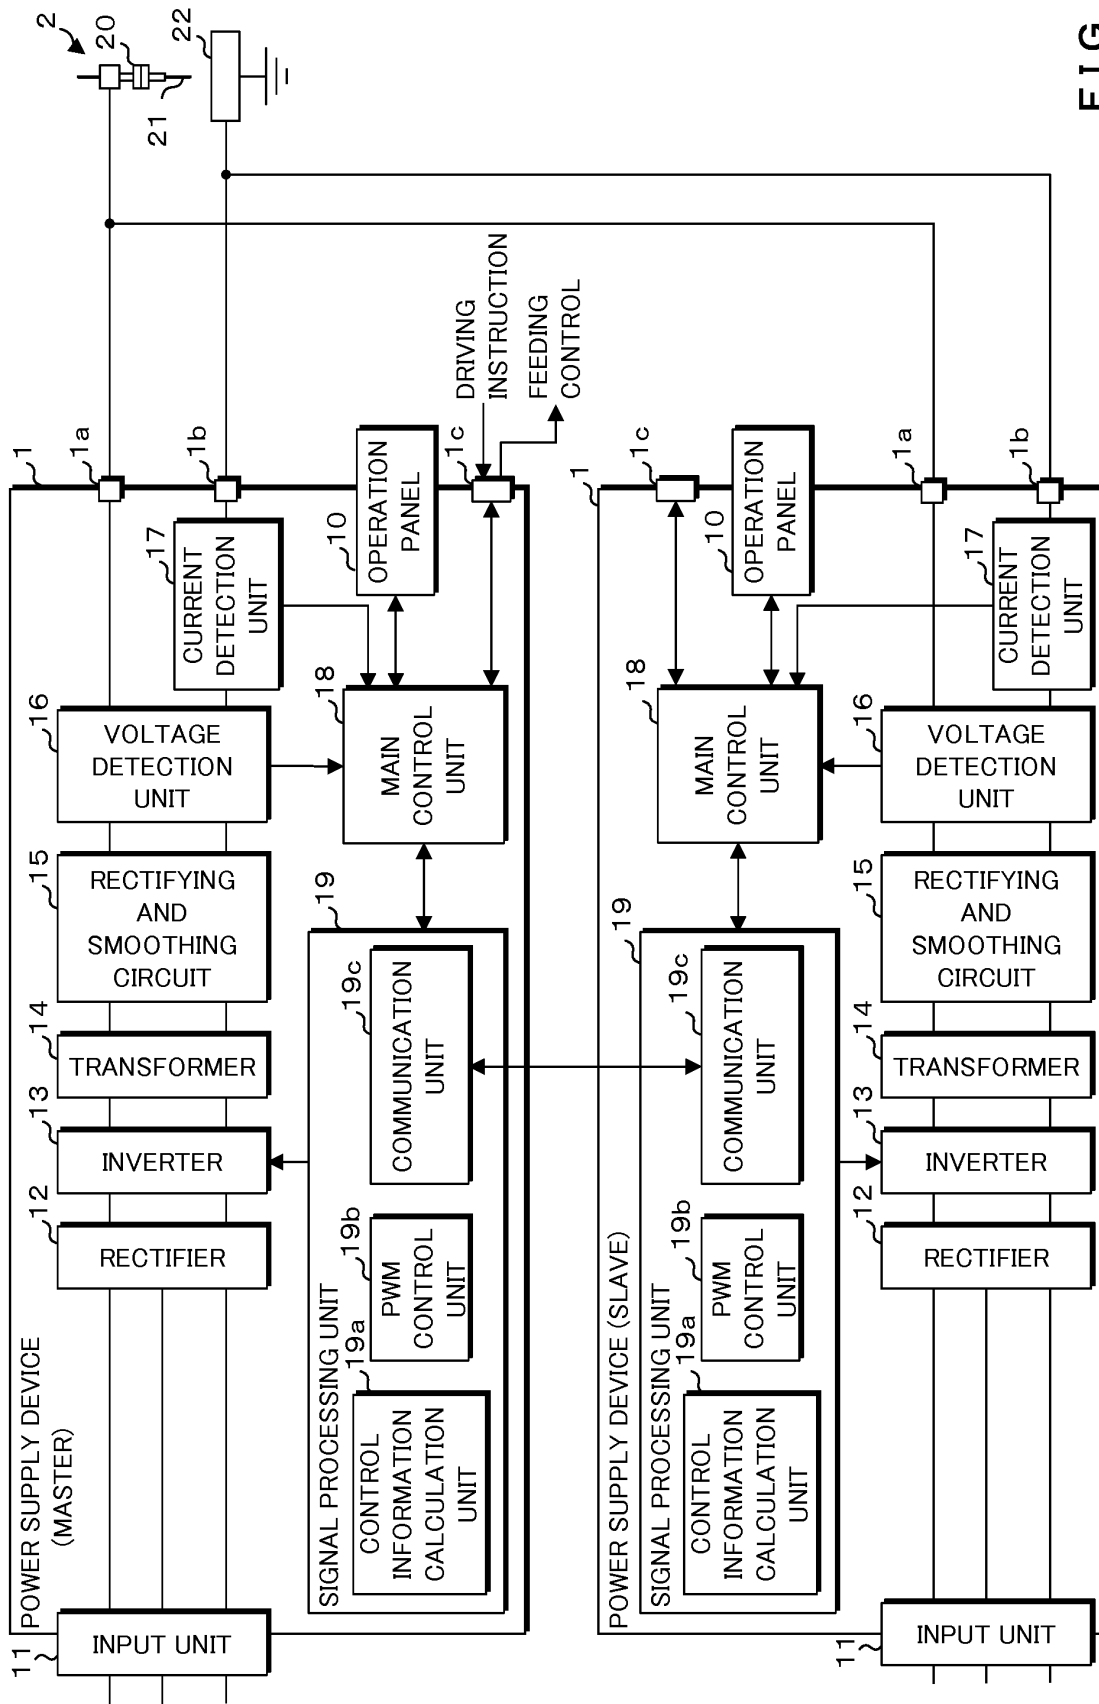 FIG
2
20
21
22
POWER SUPPLY DEVICE
(MASTER)
1
11
INPUT UNIT
12
RECTIFIER
13
INVERTER
14
TRANSFORMER
15
RECTIFYING
AND
SMOOTHING
CIRCUIT
16
VOLTAGE
DETECTION
UNIT
17
CURRENT
DETECTION
UNIT
1a
1b
SIGNAL PROCESSING UNIT
19
19a
CONTROL
INFORMATION
CALCULATION
UNIT
19b
PWM
CONTROL
UNIT
19c
COMMUNICATION
UNIT
18
MAIN
CONTROL
UNIT
10
OPERATION
PANEL
1c
DRIVING
INSTRUCTION
FEEDING
CONTROL
POWER SUPPLY DEVICE (SLAVE)
1
SIGNAL PROCESSING UNIT
19
19a
CONTROL
INFORMATION
CALCULATION
UNIT
19b
PWM
CONTROL
UNIT
19c
COMMUNICATION
UNIT
18
MAIN
CONTROL
UNIT
1c
10
OPERATION
PANEL
11
INPUT UNIT
12
RECTIFIER
13
INVERTER
14
TRANSFORMER
15
RECTIFYING
AND
SMOOTHING
CIRCUIT
16
VOLTAGE
DETECTION
UNIT
17
CURRENT
DETECTION
UNIT
1a
1b